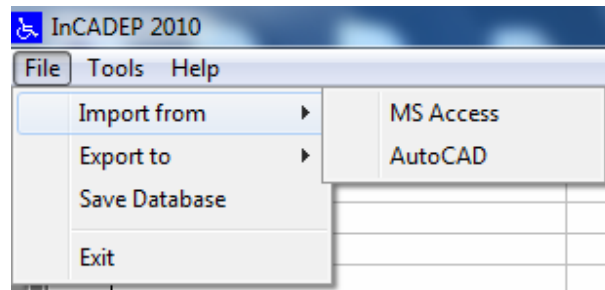 InCADEP 2010
File Tools Help
Import from
Export to
Save Database
Exit
MS Access
AutoCAD